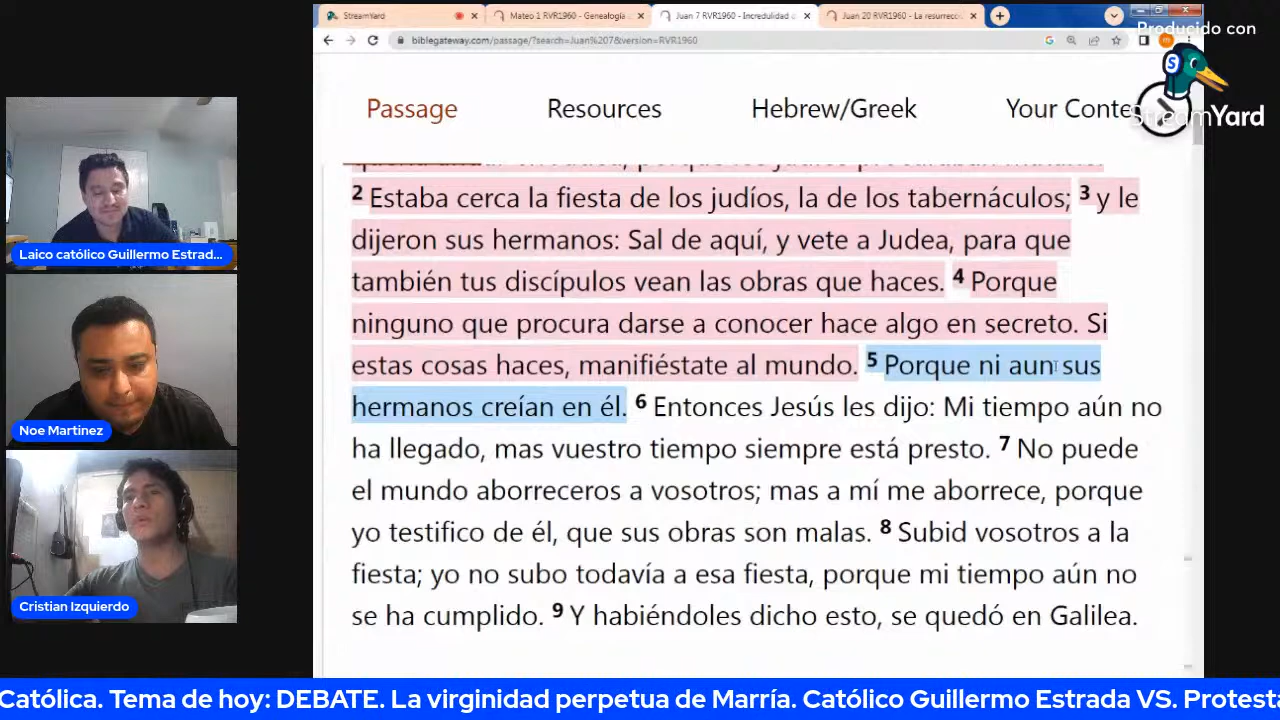 StreamYard
Mateo 1 RVR1960 - Genealogía
Juan 7 RVR1960 - Incredulidad d
Juan 20 RVR1960 - La resurrecc
biblegateway.com/passage/?search=Juan%207&version=RVR1960
Producido con
StreamYard
Passage
Resources
Hebrew/Greek
Your Conte
2 Estaba cerca la fiesta de los judíos, la de los tabernáculos; 3 y le
dijeron sus hermanos: Sal de aquí, y vete a Judea, para que
también tus discípulos vean las obras que haces. 4 Porque
ninguno que procura darse a conocer hace algo en secreto. Si
estas cosas haces, manifiéstate al mundo. 5 Porque ni aun sus
hermanos creían en él. 6 Entonces Jesús les dijo: Mi tiempo aún no
ha llegado, mas vuestro tiempo siempre está presto. 7 No puede
el mundo aborreceros a vosotros; mas a mí me aborrece, porque
yo testifico de él, que sus obras son malas. 8 Subid vosotros a la
fiesta; yo no subo todavía a esa fiesta, porque mi tiempo aún no
se ha cumplido. 9 Y habiéndoles dicho esto, se quedó en Galilea.
Laico católico Guillermo Estrad...
Noe Martinez
Cristian Izquierdo
Católica. Tema de hoy: DEBATE. La virginidad perpetua de Marría. Católico Guillermo Estrada VS. Protesta